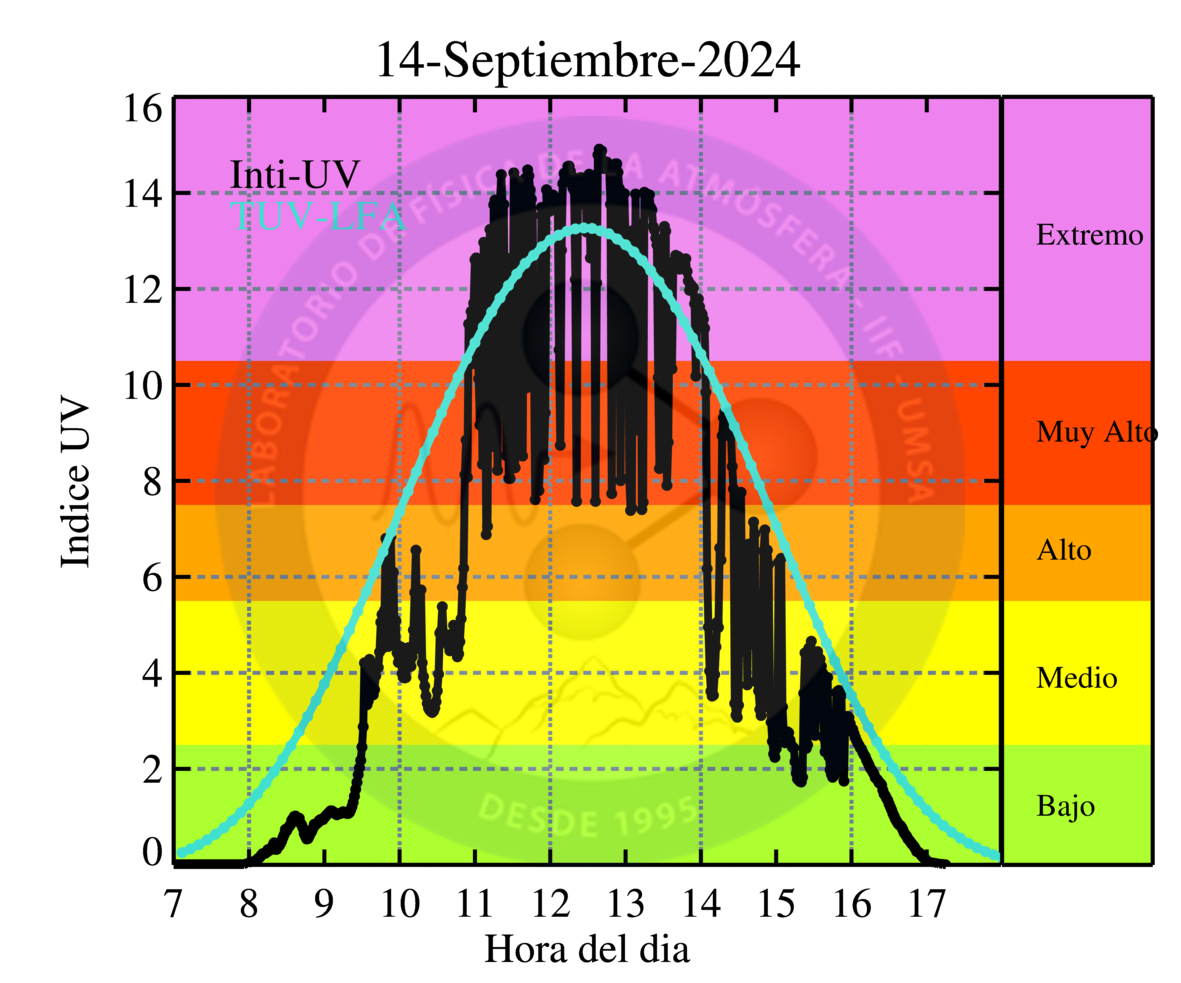 14-Septiembre-2024
16
14
12
10
8
6
4
2
0
Indice UV
Inti-UV
TUV-LFA
LABORATORIO DE FÍSICA DE LA ATMÓSFERA - IIF - UMSA
DESDE 1995
Extremo
Muy Alto
Alto
Medio
Bajo
7 8 9 10 11 12 13 14 15 16 17
Hora del dia